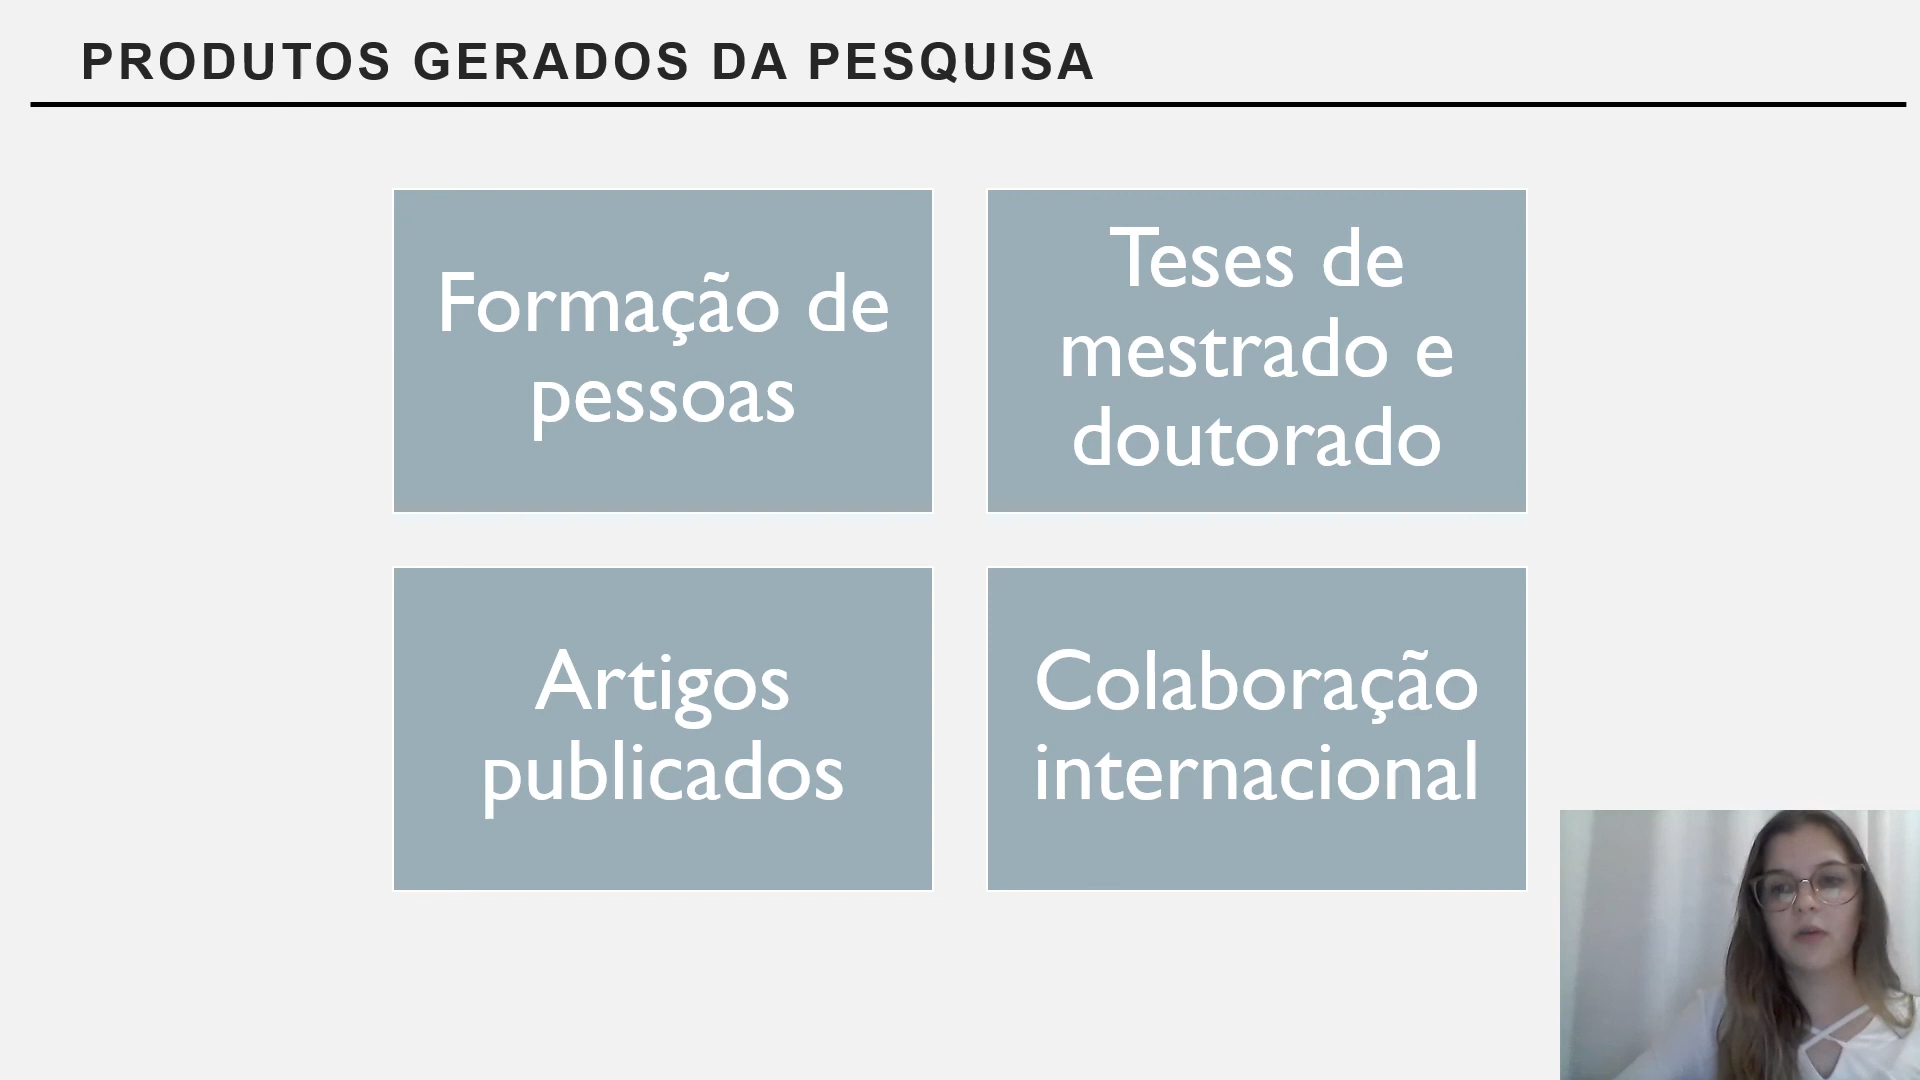 PRODUTOS GERADOS DA PESQUISA
Formação de
pessoas
Teses de
mestrado e
doutorado
Artigos
publicados
Colaboração
internacional